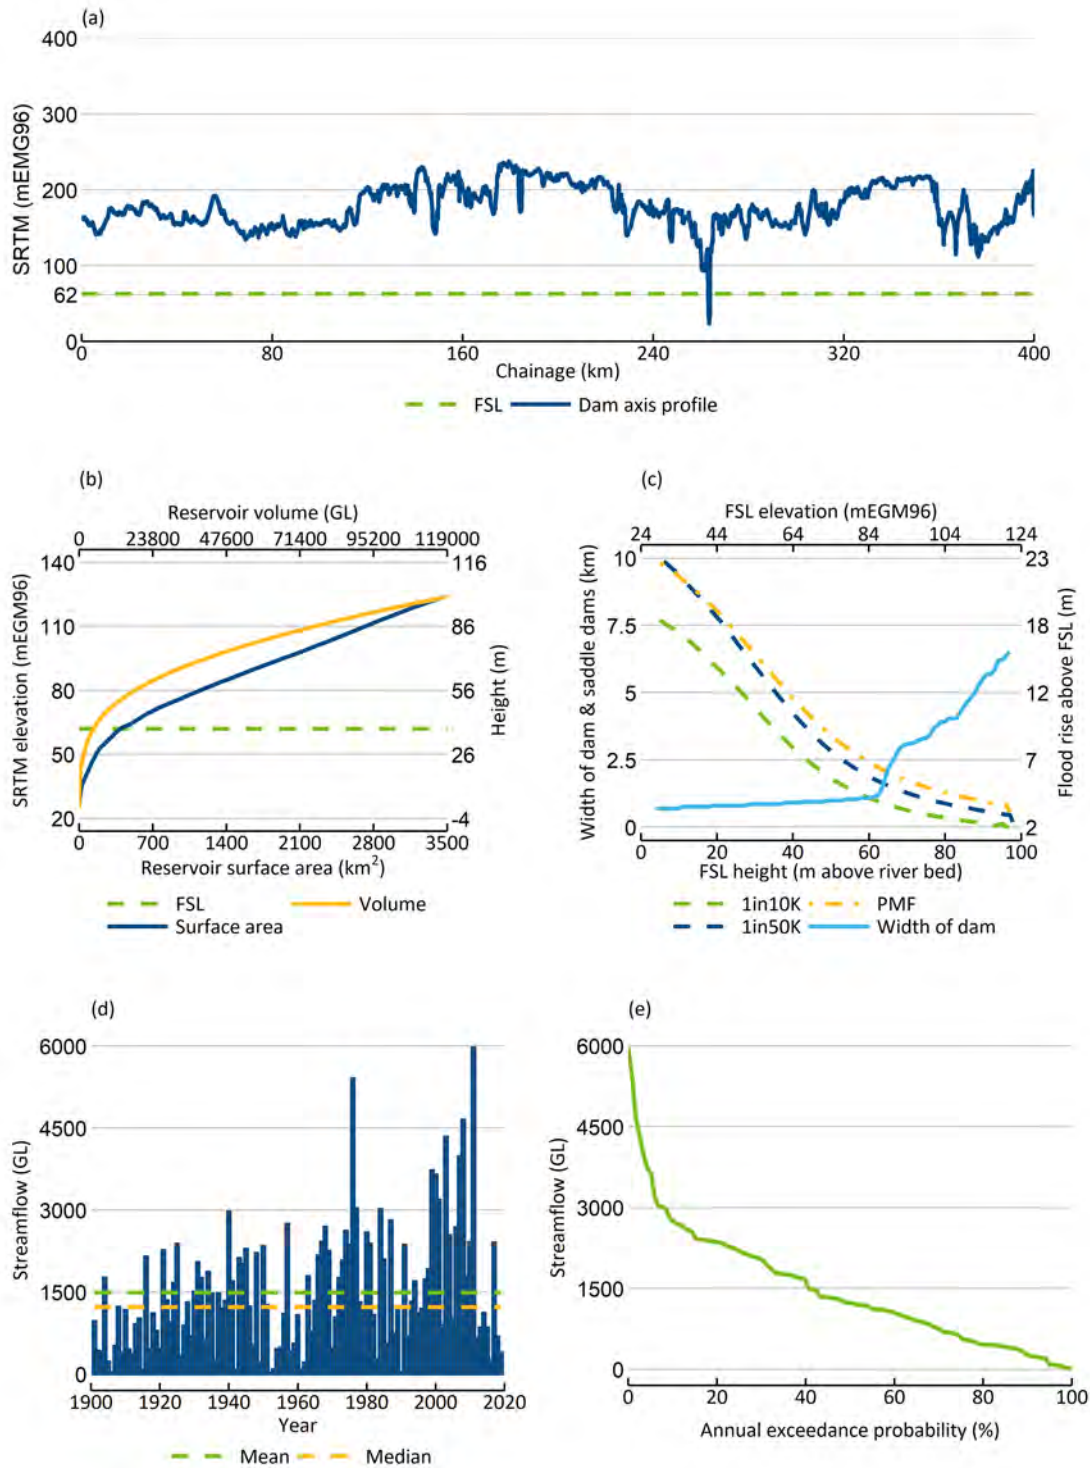 (a)
400
300
200
100
62
0
SRTM (mEMG96)
0 80 160 240 320 400
Chainage (km)
FSL Dam axis profile
(b)
Reservoir volume (GL)
0 23800 47600 71400 95200 119000
140 116
110 86
80 56
50 26
20 -4
SRTM elevation (mEGM96)
Height (m)
0 700 1400 2100 2800 3500
Reservoir surface area (km²)
FSL Volume
Surface area
(c)
FSL elevation (mEGM96)
24 44 64 84 104 124
10 23
7.5 18
5 12
2.5 7
0 2
Width of dam & saddle dams (km)
Flood rise above FSL (m)
0 20 40 60 80 100
FSL height (m above river bed)
1in10K PMF
1in50K Width of dam
(d)
6000
4500
3000
1500
0
Streamflow (GL)
1900 1920 1940 1960 1980 2000 2020
Year
Mean Median
(e)
6000
4500
3000
1500
0
Streamflow (GL)
0 20 40 60 80 100
Annual exceedance probability (%)